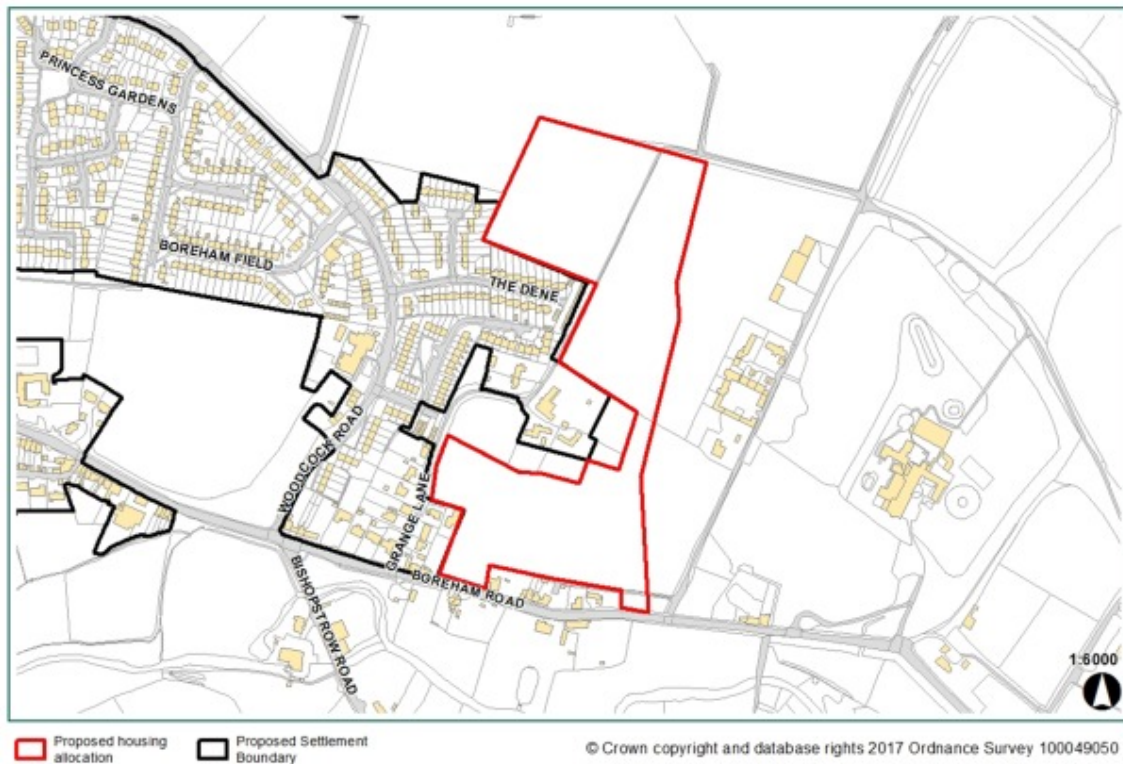 PRINCESS GARDENS
BOREHAM FIELD
THE DENE
WOODCOCK ROAD
GRANGE LANE
BOREHAM ROAD
BISHOPSTROW ROAD
1:6000
Proposed housing
allocation
Proposed Settlement
Boundary
© Crown copyright and database rights 2017 Ordnance Survey 100049050